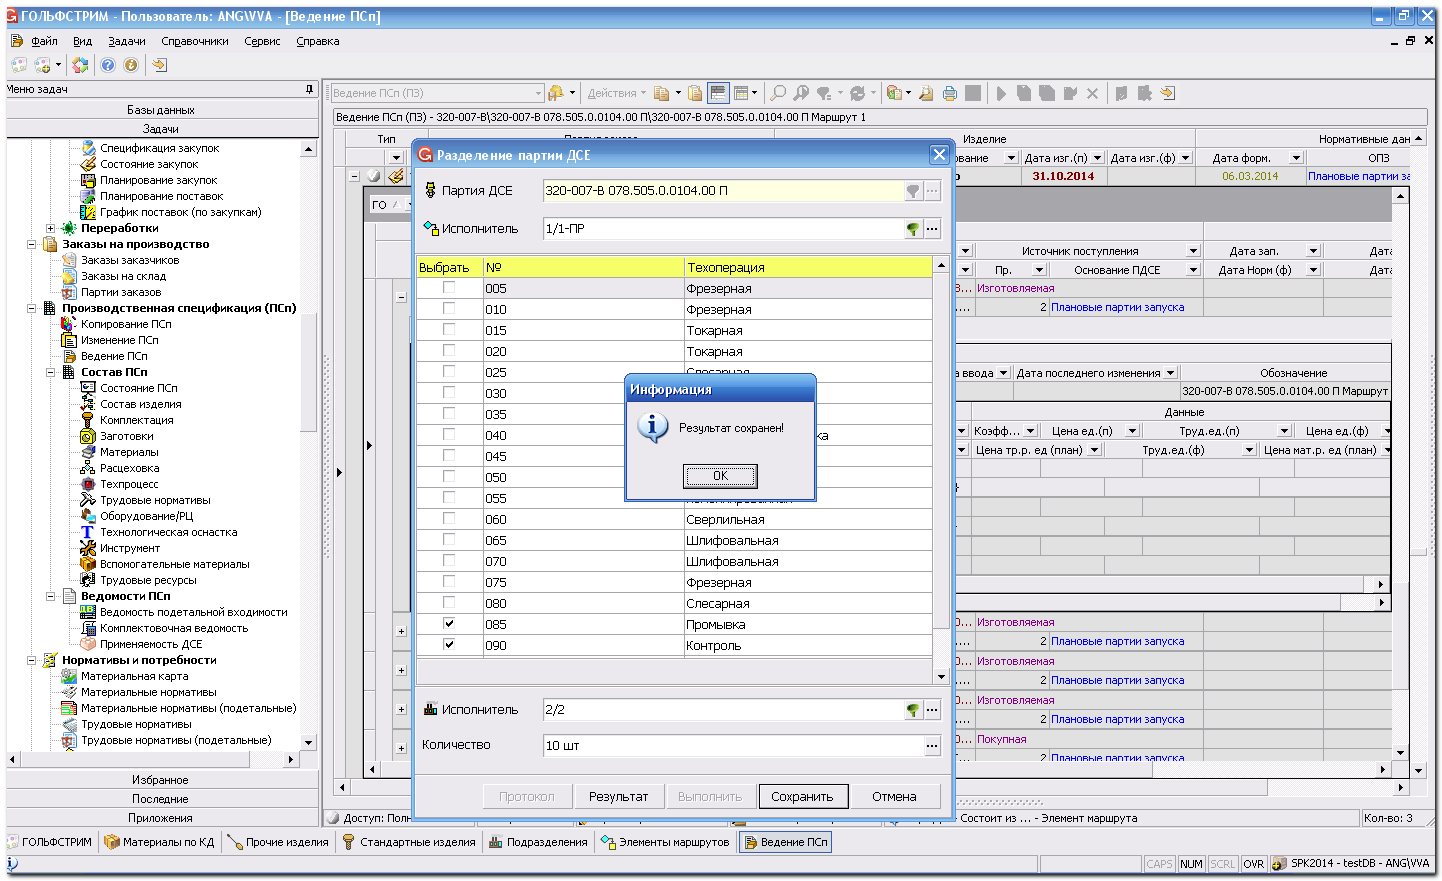 ГОЛЬФСТРИМ - Пользователь: ANG\VVA - [Ведение ПСп]
Файл Вид Задачи Справочники Сервис Справка
Меню задач
Базы данных
Задачи
Спецификация закупок
Состояние закупок
Планирование закупок
Планирование поставок
График поставок (по закупкам)
Переработки
Заказы на производство
Заказы заказчиков
Заказы на склад
Партии заказов
Производственная спецификация (ПСп)
Копирование ПСп
Изменение ПСп
Ведение ПСп
Состав ПСп
Состояние ПСп
Состав изделия
Комплектация
Заготовки
Материалы
Расцеховка
Техпроцесс
Трудовые нормативы
Оборудование/РЦ
Технологическая оснастка
Инструмент
Вспомогательные материалы
Трудовые ресурсы
Ведомости ПСп
Ведомость подетальной входимости
Комплектовочная ведомость
Применяемость ДСЕ
Нормативы и потребности
Материальная карта
Материальные нормативы
Материальные нормативы (подетальные)
Трудовые нормативы
Трудовые нормативы (подетальные)
Избранное
Последние
Приложения
Ведение ПСп (ПЗ) Действия
Ведение ПСп (ПЗ) - 320-007-В\320-007-В 078.505.0.0104.00 П\320-007-В 078.505.0.0104.00 П Маршрут 1
Тип Изделие Нормативные дан
ование Дата изг.(п) Дата изг.(ф) Дата форм. ОПЗ
31.10.2014 06.03.2014 Плановые партии за
ГО
Источник поступления Дата зап. Дата
Пр. Основание ПДСЕ Дата Норм (ф) Дата
В... Изготовляемая
.... 2 Плановые партии запуска
а ввода Дата последнего изменения Обозначение
320-007-В 078.505.0.0104.00 П Маршрут
Данные
Коэфф... Цена ед.(п) Труд.ед.(п) Цена ед.(ф)
Цена тр.р. ед (план) Труд.ед.(ф) Цена мат.р. ед (план)
0... Изготовляемая
.... 2 Плановые партии запуска
0... Изготовляемая
.... 2 Плановые партии запуска
0... Изготовляемая
.... 2 Плановые партии запуска
0... Покупная
2 Плановые партии запуска
Разделение партии ДСЕ
Партия ДСЕ 320-007-В 078.505.0.0104.00 П
Исполнитель 1/1-ПР
Выбрать № Техоперация
005 Фрезерная
010 Фрезерная
015 Токарная
020 Токарная
025 Слесарная
030
035
040 ка
045
050
055
060 Сверлильная
065 Шлифовальная
070 Шлифовальная
075 Фрезерная
080 Слесарная
085 Промывка
090 Контроль
Информация
Результат сохранен!
OK
Исполнитель 2/2
Количество 10 шт
Протокол Результат Выполнить Сохранить Отмена
Доступ: Полн - Состоит из ... - Элемент маршрута Кол-во: 3
ГОЛЬФСТРИМ Материалы по КД Прочие изделия Стандартные изделия Подразделения Элементы маршрутов Ведение ПСп
CAPS NUM SCRL OVR SPK2014 - testDB - ANG\VVA